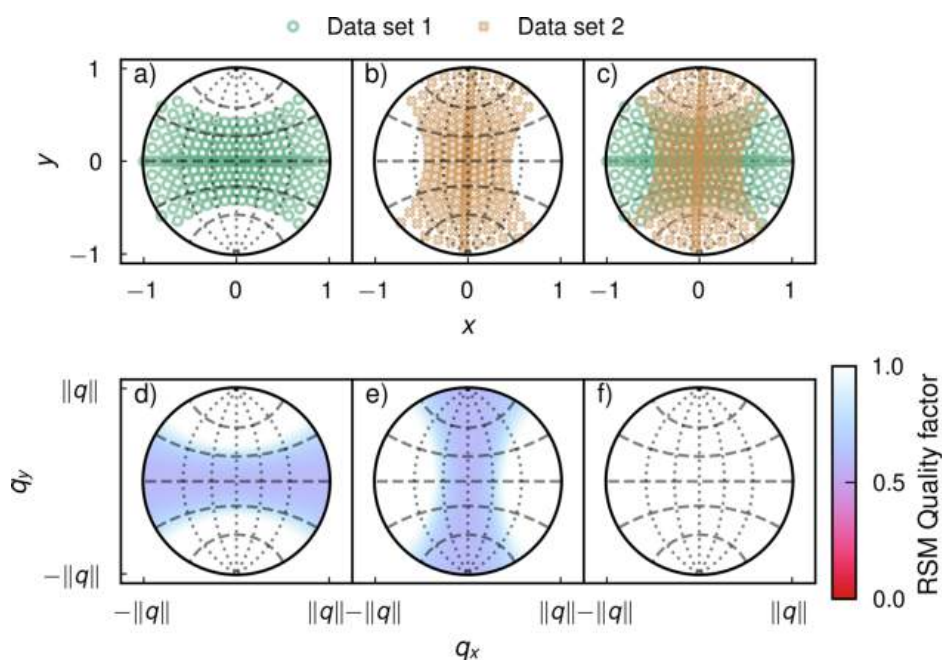 Data set 1 Data set 2
a) b) c)
1
0
−1
y
−1 0 1 −1 0 1 −1 0 1
x
d) e) f)
‖q‖
−‖q‖
q_y
−‖q‖ ‖q‖−‖q‖ ‖q‖−‖q‖ ‖q‖
q_x
1.0
0.5
0.0
RSM Quality factor